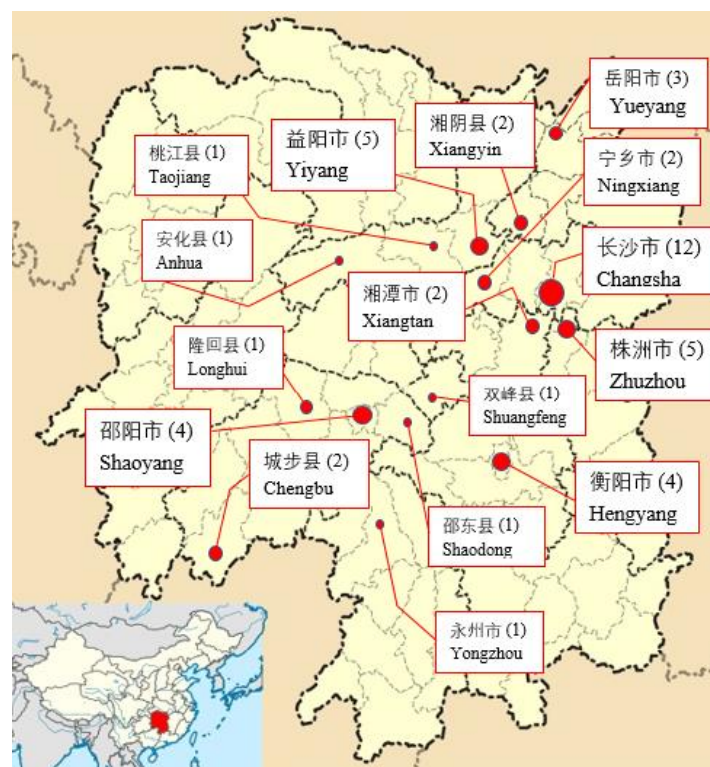 岳阳市 (3)
Yueyang
湘阴县 (2)
Xiangyin
益阳市 (5)
Yiyang
桃江县 (1)
Taojiang
宁乡市 (2)
Ningxiang
安化县 (1)
Anhua
长沙市 (12)
Changsha
湘潭市 (2)
Xiangtan
株洲市 (5)
Zhuzhou
隆回县 (1)
Longhui
双峰县 (1)
Shuangfeng
邵阳市 (4)
Shaoyang
城步县 (2)
Chengbu
衡阳市 (4)
Hengyang
邵东县 (1)
Shaodong
永州市 (1)
Yongzhou